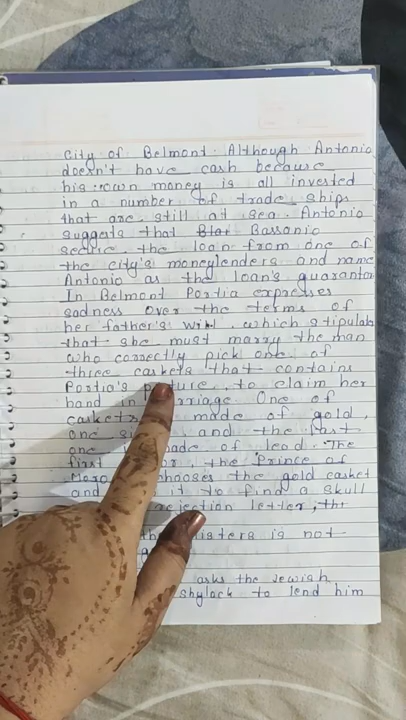 City of Belmont. Although Antonio
doesn't have cash because
his own money is all invested
in a number of trade ships
that are still at sea. Antonio
suggests that Bassonio
secure the loan from one of
the city's moneylenders and name
Antonio as the loan's guarantor
In Belmont Portia expresses
sadness over the terms of
her father's will, which stipulat
that she must marry the man
who correctly pick one of
three caskets that contains
Portia's, to claim her
hand in. One of
made of gold,
one and the last
one made of lead. The
first, the Prince of
chooses the gold casket
and it to find a skull
rejection letter, the
is not
asks the Jewish
Shylock to lend him